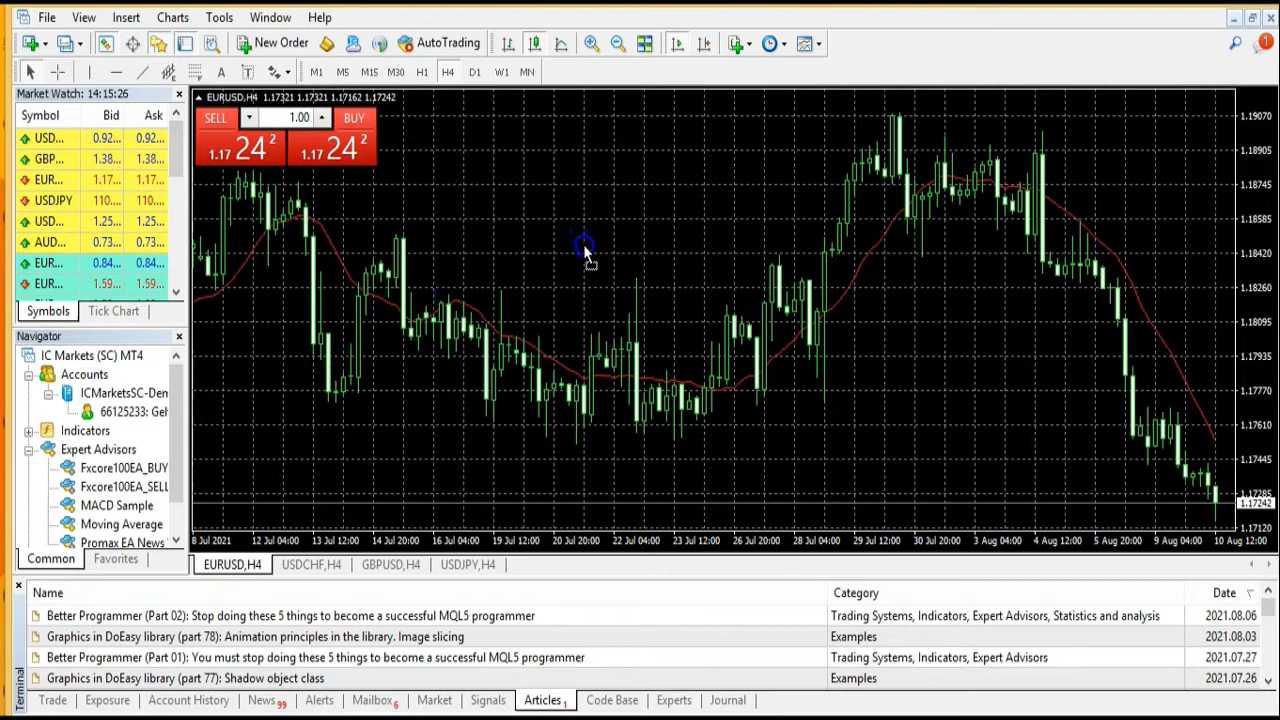 File View Insert Charts Tools Window Help
New Order AutoTrading 1
A T M1 M5 M15 M30 H1 H4 D1 W1 MN
Market Watch: 14:15:26
Symbol Bid Ask
USD... 0.92... 0.92...
GBP... 1.38... 1.38...
EUR... 1.17... 1.17...
USDJPY 110.... 110....
USD... 1.25... 1.25...
AUD... 0.73... 0.73...
EUR... 0.84... 0.84...
EUR... 1.59... 1.59...
Symbols Tick Chart
Navigator
IC Markets (SC) MT4
Accounts
ICMarketsSC-Den
66125233: Gel
Indicators
Expert Advisors
Fxcore100EA_BUY
Fxcore100EA_SELL
MACD Sample
Moving Average
Promax EA News
Common Favorites
EURUSD,H4 1.17321 1.17321 1.17162 1.17242
SELL 1.00 BUY
1.17 24 2 1.17 24 2
1.19070
1.18905
1.18745
1.18585
1.18420
1.18260
1.18095
1.17935
1.17770
1.17610
1.17445
1.17285
1.17242
1.17120
8 Jul 2021 12 Jul 04:00 13 Jul 12:00 14 Jul 20:00 16 Jul 04:00 19 Jul 12:00 20 Jul 20:00 22 Jul 04:00 23 Jul 12:00 26 Jul 20:00 28 Jul 04:00 29 Jul 12:00 30 Jul 20:00 3 Aug 04:00 4 Aug 12:00 5 Aug 20:00 9 Aug 04:00 10 Aug 12:00
EURUSD,H4 USDCHF,H4 GBPUSD,H4 USDJPY,H4
Terminal
Name Category Date
Better Programmer (Part 02): Stop doing these 5 things to become a successful MQL5 programmer Trading Systems, Indicators, Expert Advisors, Statistics and analysis 2021.08.06
Graphics in DoEasy library (part 78): Animation principles in the library. Image slicing Examples 2021.08.03
Better Programmer (Part 01): You must stop doing these 5 things to become a successful MQL5 programmer Trading Systems, Indicators, Expert Advisors 2021.07.27
Graphics in DoEasy library (part 77): Shadow object class Examples 2021.07.26
Trade Exposure Account History News 99 Alerts Mailbox 6 Market Signals Articles 1 Code Base Experts Journal